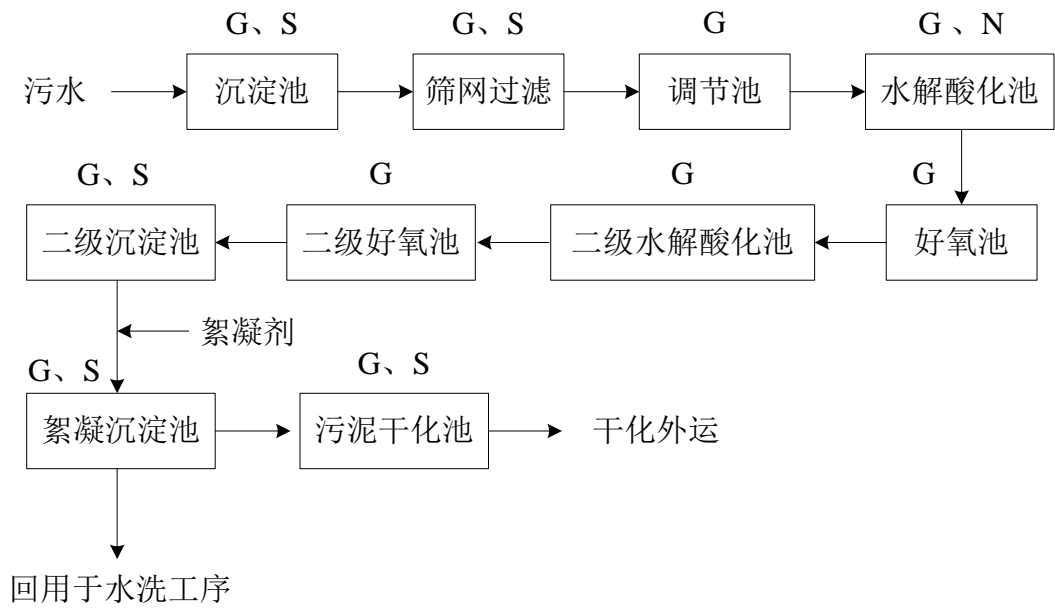 G、S G、S G G 、N
污水 沉淀池 筛网过滤 调节池 水解酸化池
G、S G G G
二级沉淀池 二级好氧池 二级水解酸化池 好氧池
絮凝剂
G、S G、S
絮凝沉淀池 污泥干化池 干化外运
回用于水洗工序